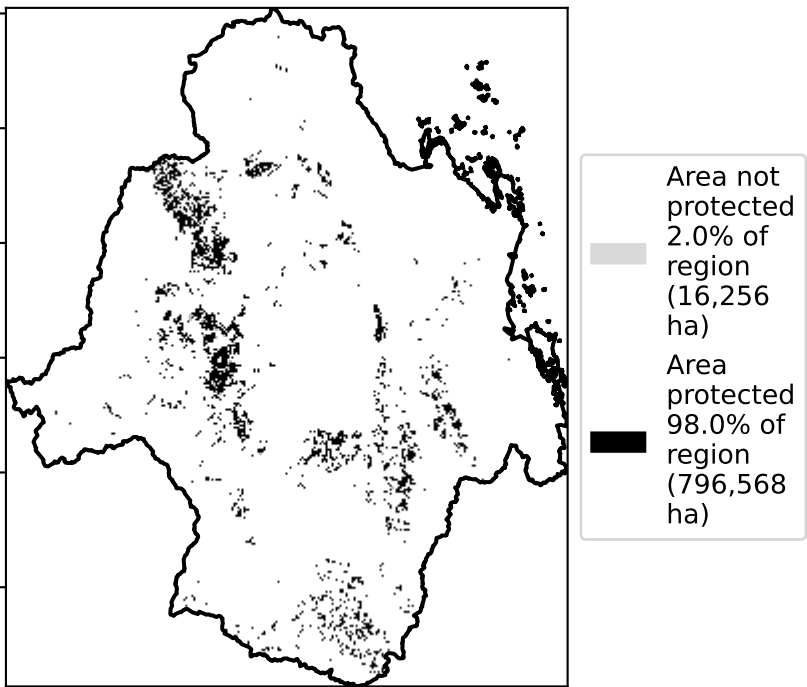 Area not
protected
2.0% of
region
(16,256
ha)
Area
protected
98.0% of
region
(796,568
ha)